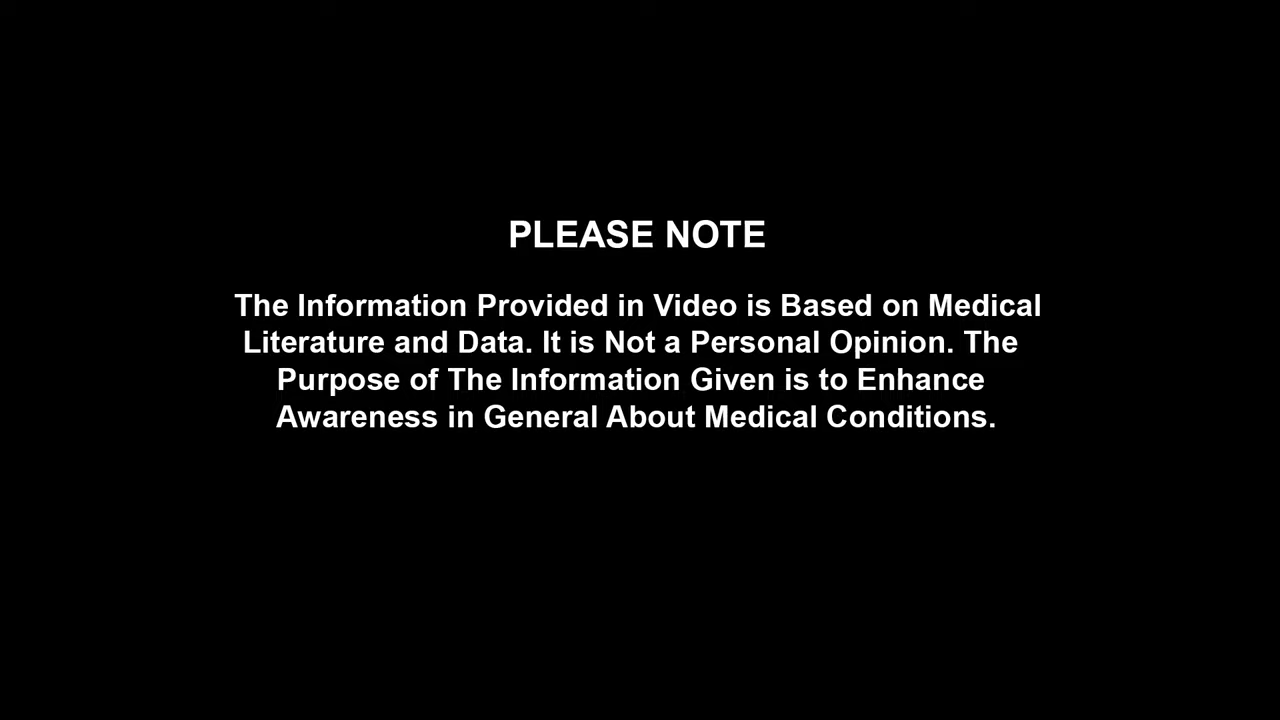 PLEASE NOTE
The Information Provided in Video is Based on Medical
Literature and Data. It is Not a Personal Opinion. The
Purpose of The Information Given is to Enhance
Awareness in General About Medical Conditions.